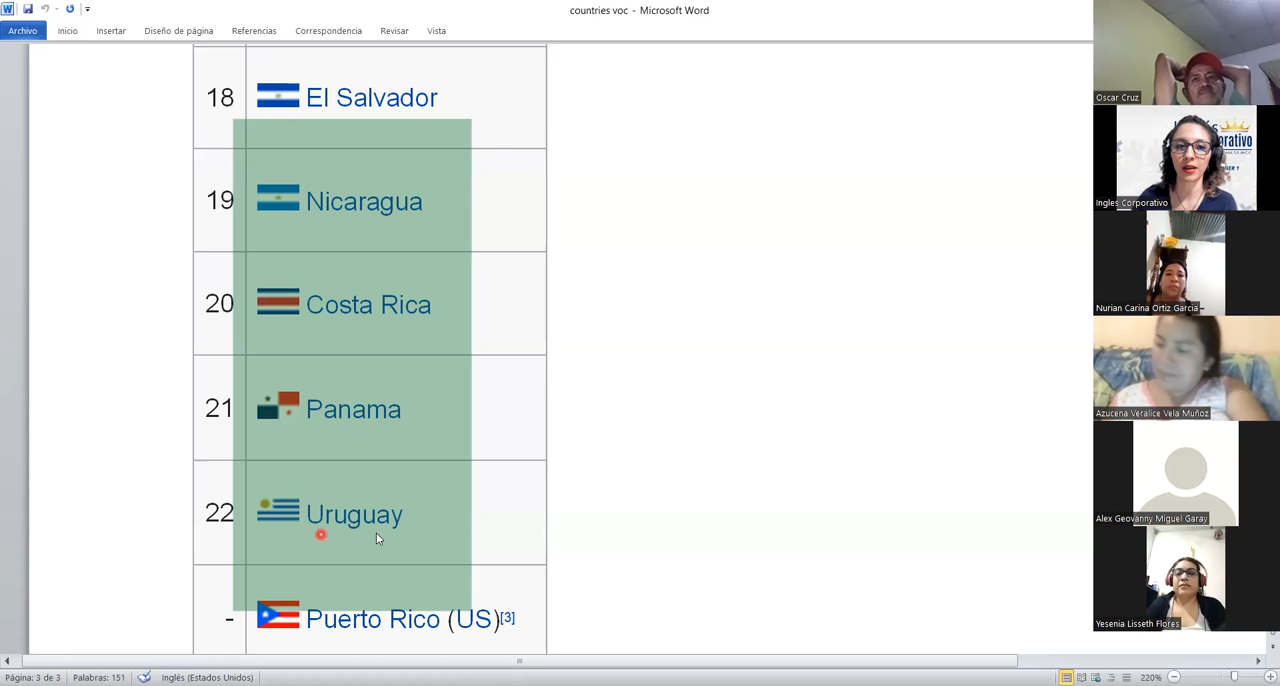 countries voc - Microsoft Word
Archivo Inicio Insertar Diseño de página Referencias Correspondencia Revisar Vista
18 El Salvador
19 Nicaragua
20 Costa Rica
21 Panama
22 Uruguay
- Puerto Rico (US)[3]
Oscar Cruz
Ingles Corporativo
Nurian Carina Ortiz Garcia
Azucena Veralice Vela Muñoz
Alex Geovanny Miguel Garay
Yesenia Lisseth Flores
Página: 3 de 3 Palabras: 151 Inglés (Estados Unidos) 220%